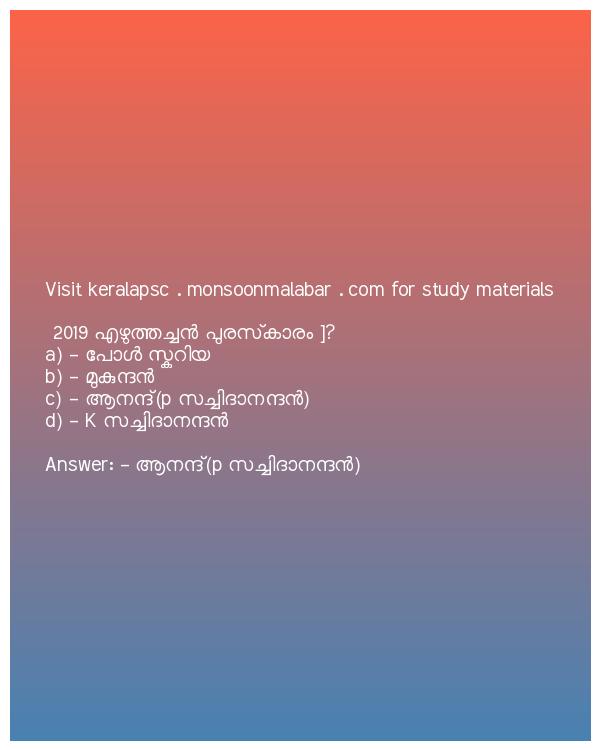 Visit keralapsc . monsoonmalabar . com for study materials
2019 എഴുത്തച്ചൻ പുരസ്‌കാരം ]?
a) - പോൾ സ്കറിയ
b) - മുകുന്ദൻ
c) - ആനന്ദ്(p സച്ചിദാനന്ദൻ)
d) - K സച്ചിദാനന്ദൻ
Answer: - ആനന്ദ്(p സച്ചിദാനന്ദൻ)